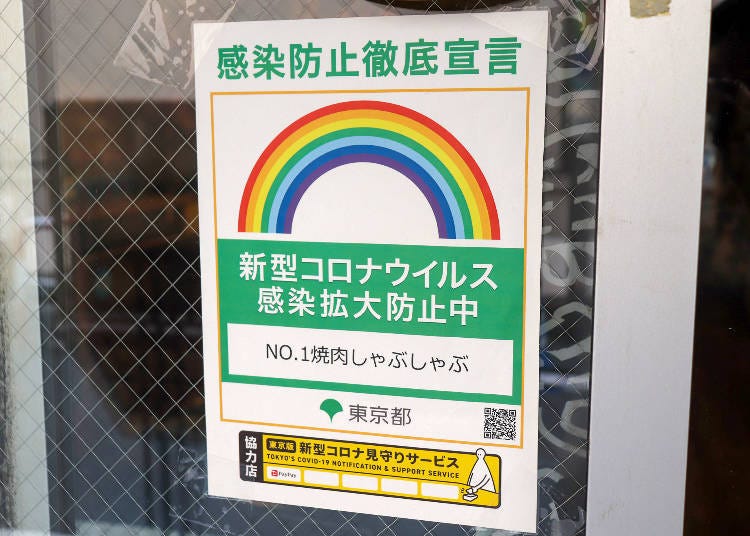 感染防止徹底宣言
新型コロナウイルス
感染拡大防止中
NO.1焼肉しゃぶしゃぶ
東京都
協力店
東京版 新型コロナ見守りサービス
TOKYO'S COVID-19 NOTIFICATION & SUPPORT SERVICE
PayPay